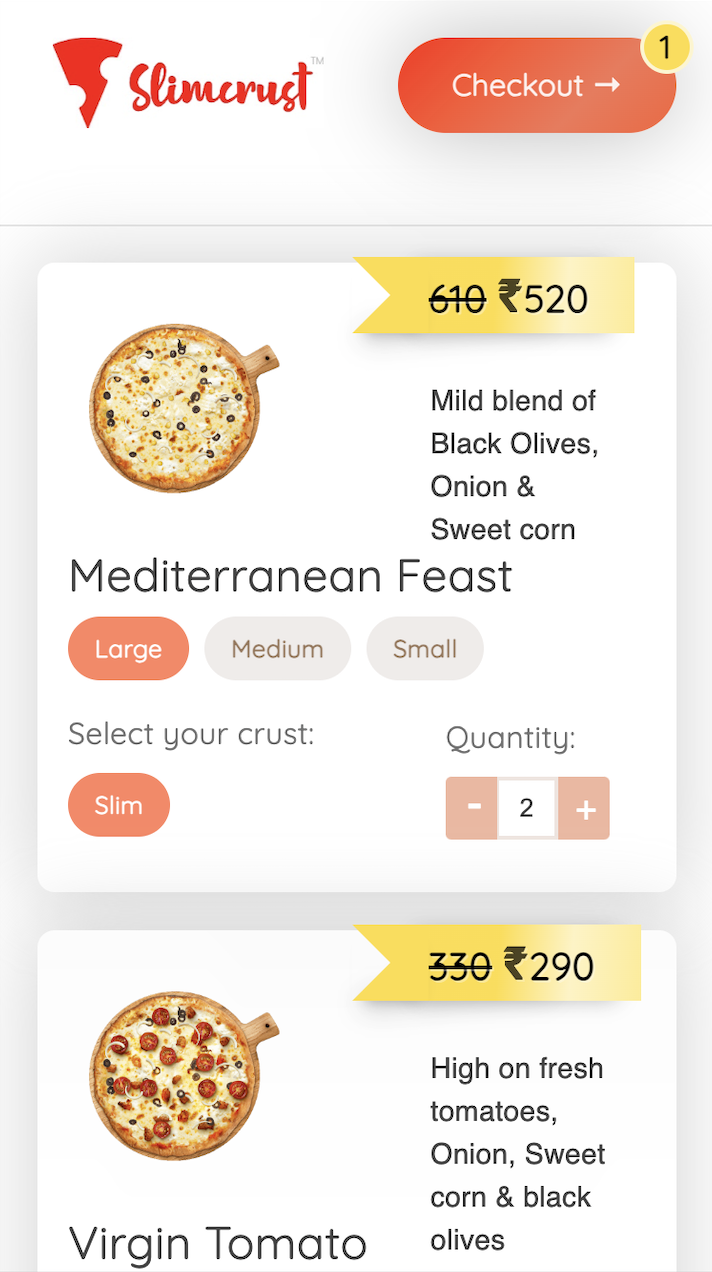 Slimcrust™
Checkout →
1
610 ₹520
Mild blend of
Black Olives,
Onion &
Sweet corn
Mediterranean Feast
Large Medium Small
Select your crust:
Quantity:
Slim
- 2 +
330 ₹290
High on fresh
tomatoes,
Onion, Sweet
corn & black
olives
Virgin Tomato